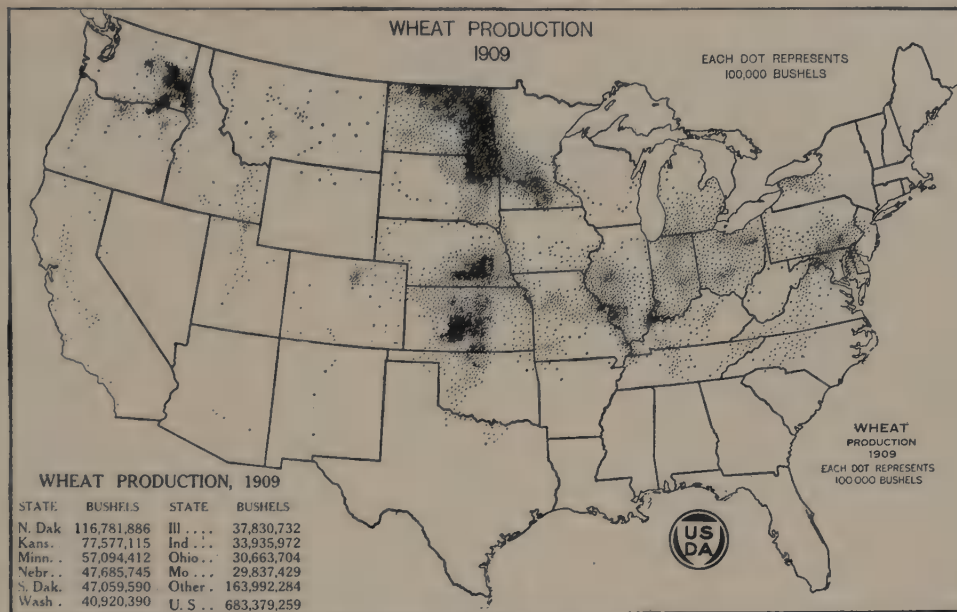 WHEAT PRODUCTION
1909
EACH DOT REPRESENTS
100,000 BUSHELS
WHEAT
PRODUCTION
1909
EACH DOT REPRESENTS
100000 BUSHELS
US
DA
WHEAT PRODUCTION, 1909
STATE BUSHELS STATE BUSHELS
N. Dak 116,781,886 Ill .... 37,830,732
Kans. 77,577,115 Ind ... 33,935,972
Minn.. 57,094,412 Ohio... 30,663,704
Nebr.. 47,685,745 Mo ... 29,837,429
S. Dak. 47,059,590 Other. 163,992,284
Wash. 40,920,390 U. S .. 683,379,259